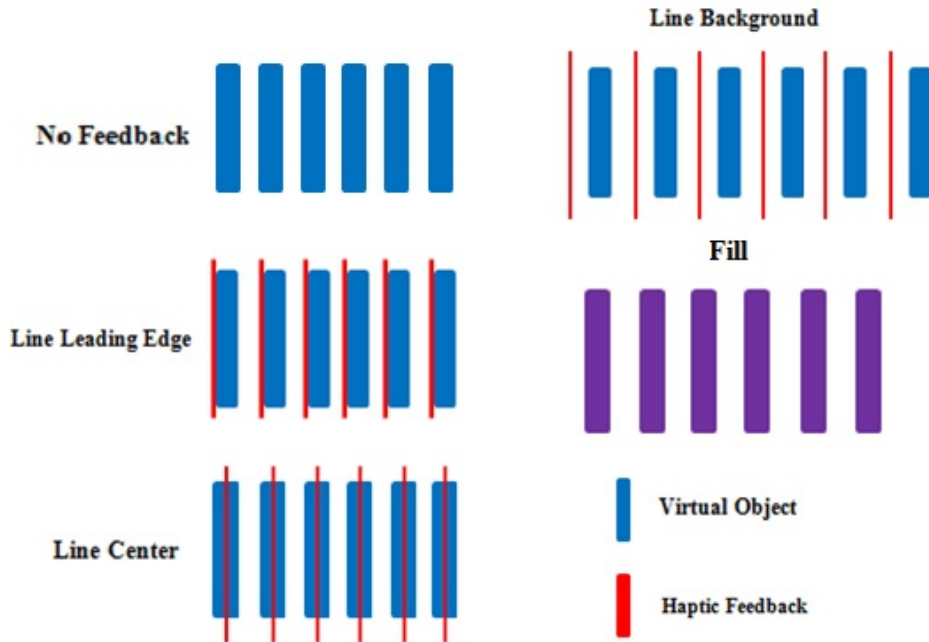 Line Background
No Feedback
Fill
Line Leading Edge
Line Center
Virtual Object
Haptic Feedback